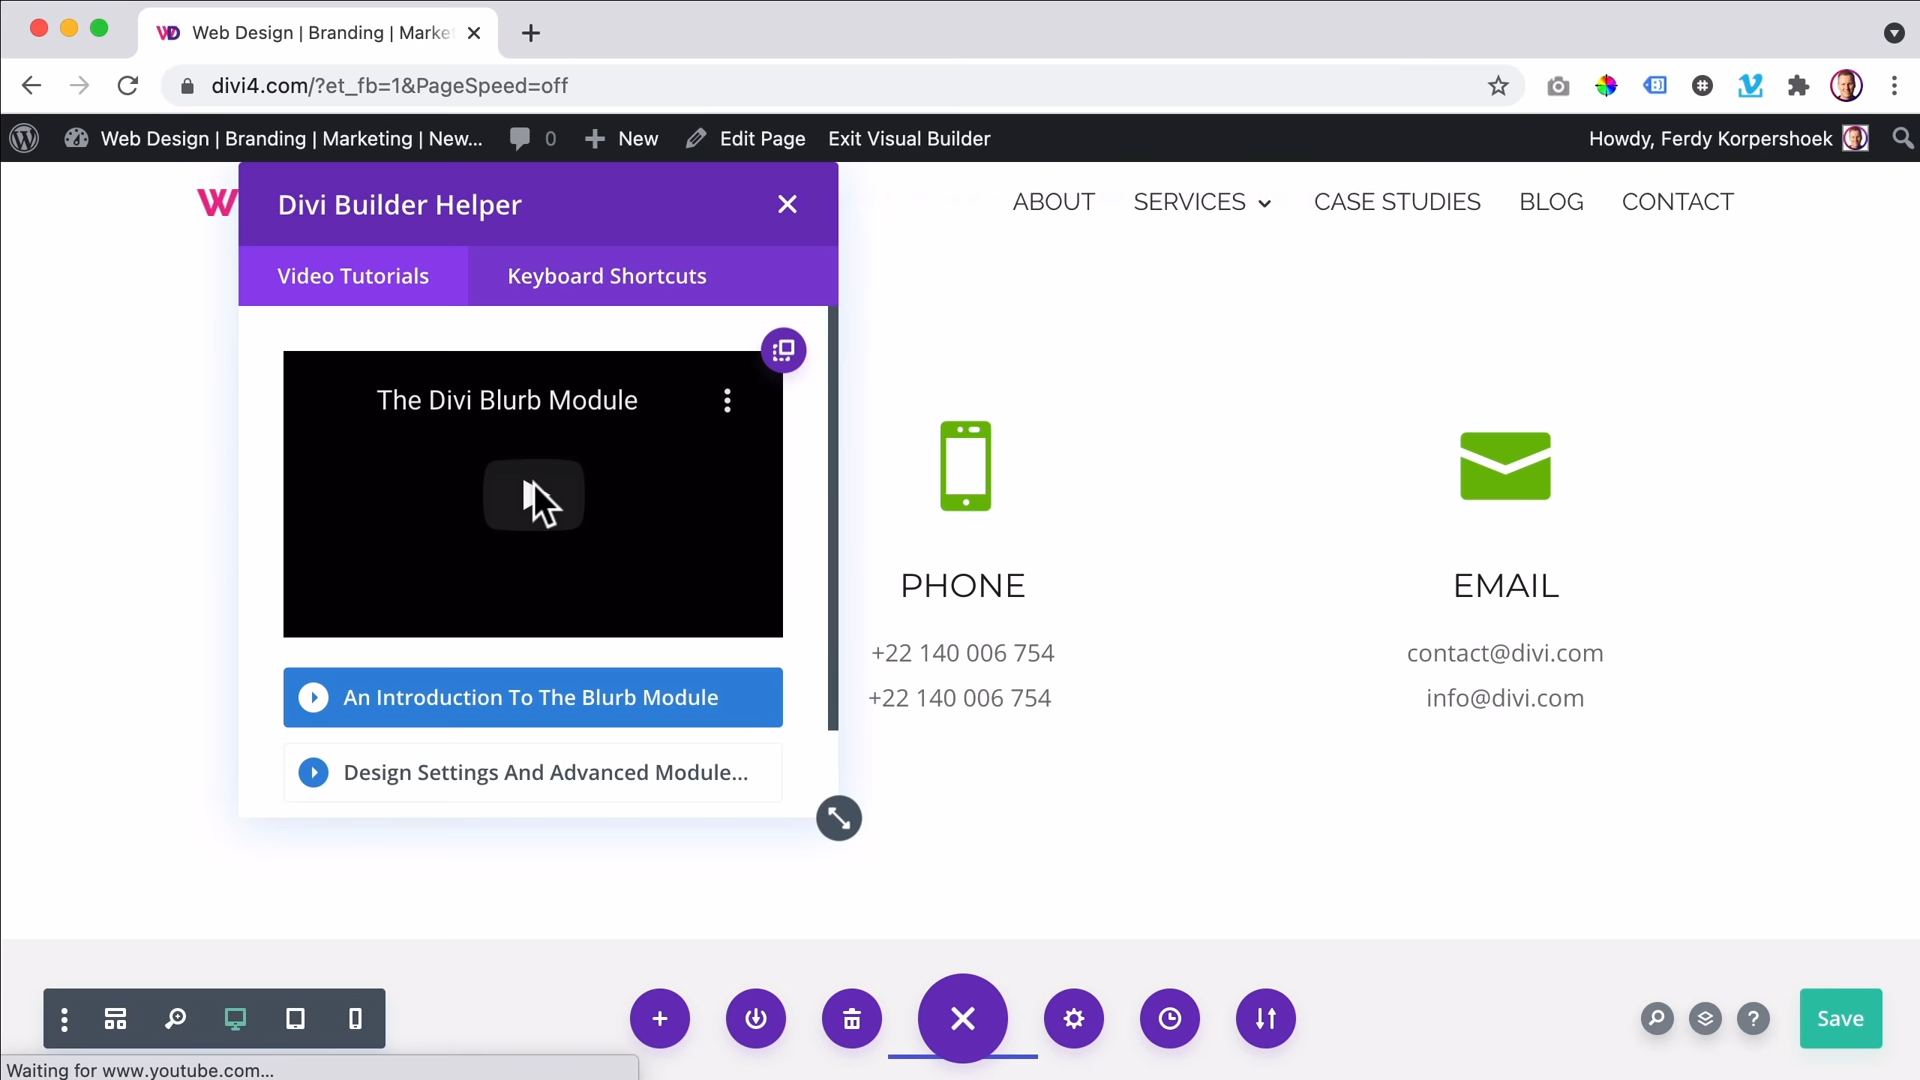 Web Design | Branding | Marke
divi4.com/?et_fb=1&PageSpeed=off
Web Design | Branding | Marketing | New... 0 New Edit Page Exit Visual Builder Howdy, Ferdy Korpershoek
Divi Builder Helper
ABOUT SERVICES CASE STUDIES BLOG CONTACT
Video Tutorials Keyboard Shortcuts
The Divi Blurb Module
PHONE EMAIL
+22 140 006 754 contact@divi.com
+22 140 006 754 info@divi.com
An Introduction To The Blurb Module
Design Settings And Advanced Module...
Save
Waiting for www.youtube.com...